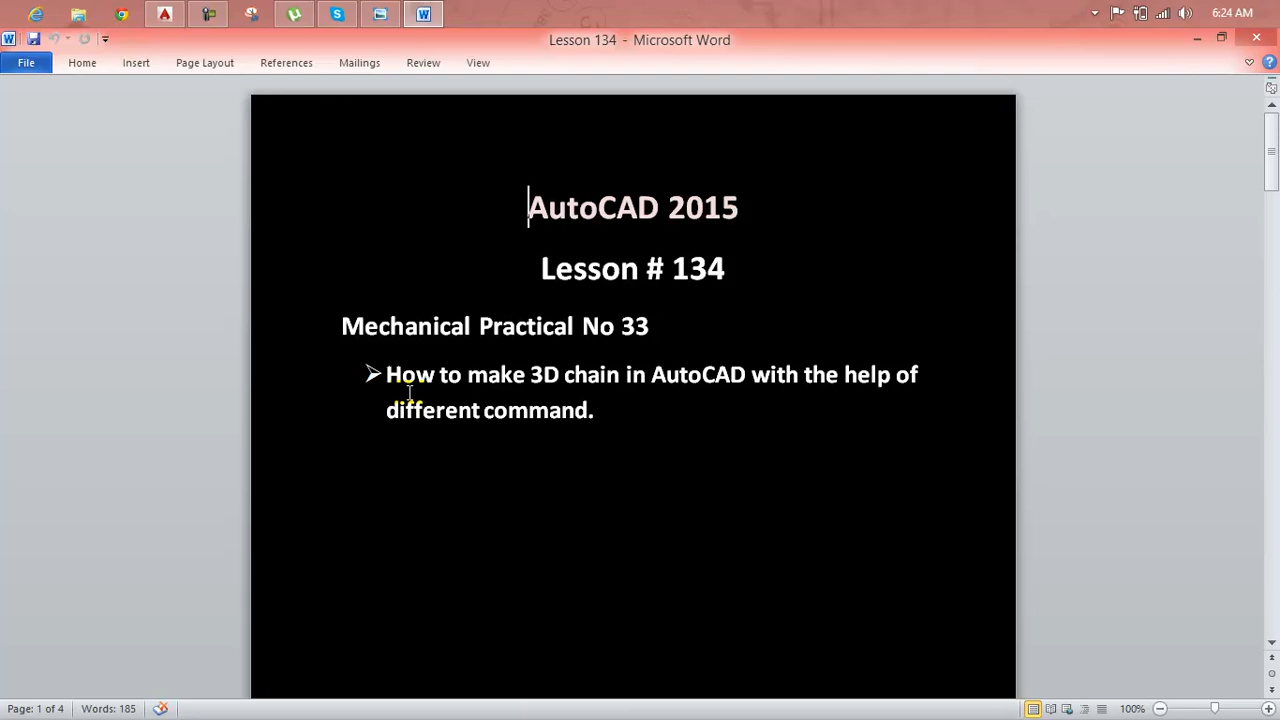 6:24 AM
Lesson 134 - Microsoft Word
File Home Insert Page Layout References Mailings Review View
AutoCAD 2015
Lesson # 134
Mechanical Practical No 33
➢ How to make 3D chain in AutoCAD with the help of
different command.
Page: 1 of 4 Words: 185 100%